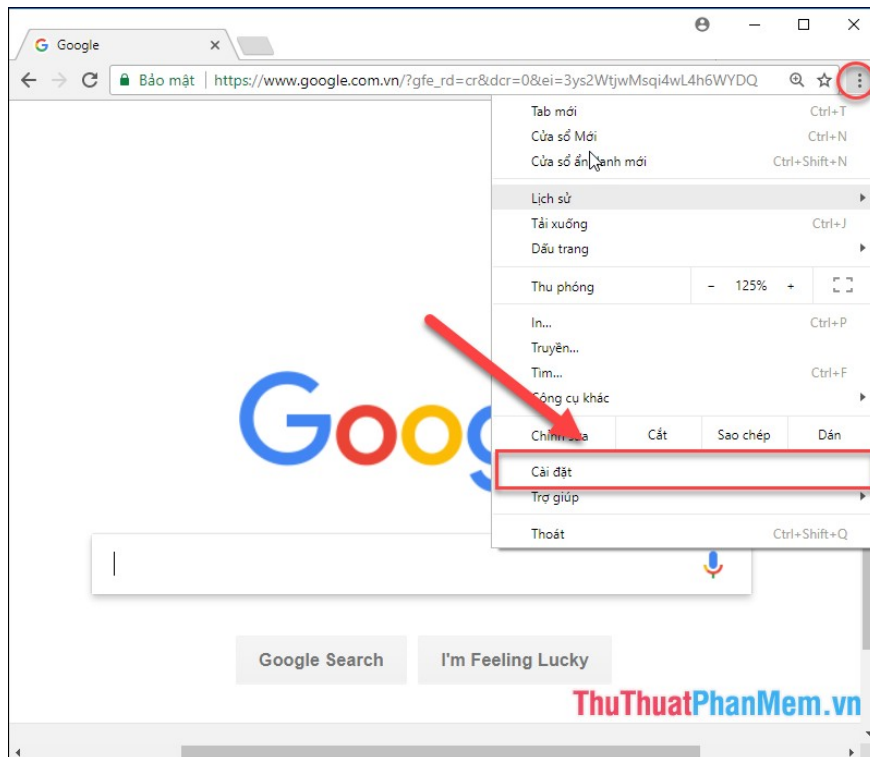 Google
Bảo mật https://www.google.com.vn/?gfe_rd=cr&dcr=0&ei=3ys2WtjwMsqi4wL4h6WYDQ
Tab mới Ctrl+T
Cửa sổ Mới Ctrl+N
Cửa sổ ẩn danh mới Ctrl+Shift+N
Lịch sử
Tải xuống Ctrl+J
Dấu trang
Thu phóng - 125% +
In... Ctrl+P
Truyền...
Tìm... Ctrl+F
Công cụ khác
Chỉnh sửa Cắt Sao chép Dán
Cài đặt
Trợ giúp
Thoát Ctrl+Shift+Q
Goog
Google Search I'm Feeling Lucky
ThuThuatPhanMem.vn